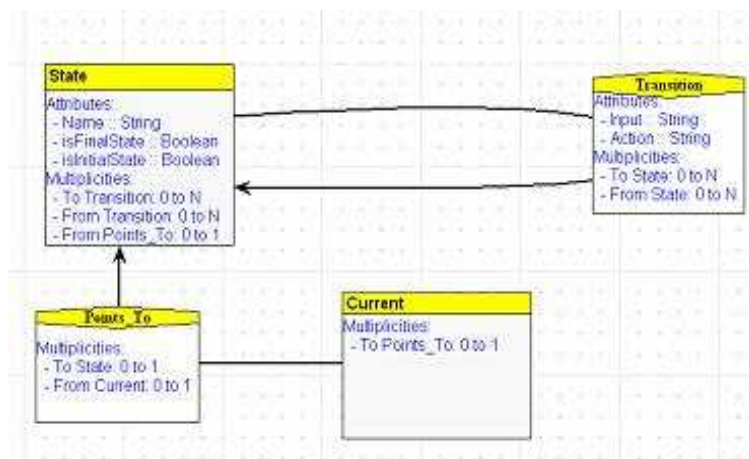 State
Attributes:
- Name :: String
- isFinalState :: Boolean
- isInitialState :: Boolean
Multiplicities:
- To Transition: 0 to N
- From Transition: 0 to N
- From Points_To: 0 to 1
Transition
Attributes:
- Input :: String
- Action :: String
Multiplicities:
- To State: 0 to N
- From State: 0 to N
Points_To
Multiplicities:
- To State: 0 to 1
- From Current: 0 to 1
Current
Multiplicities:
- To Points_To: 0 to 1